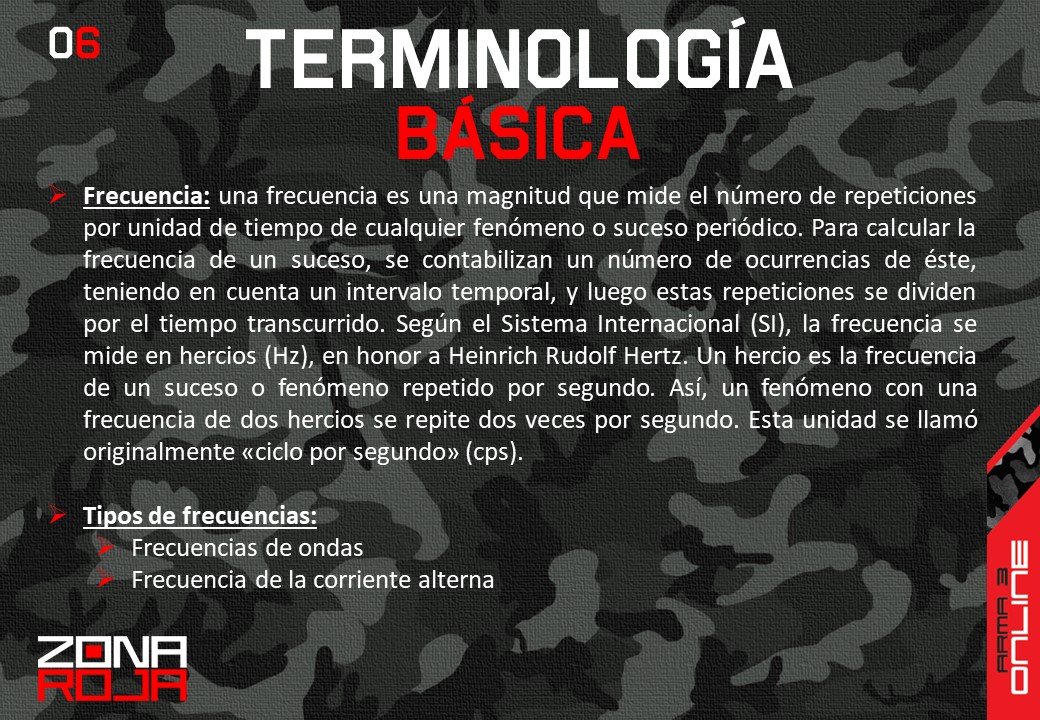 06
TERMINOLOGÍA
BÁSICA
Frecuencia: una frecuencia es una magnitud que mide el número de repeticiones
por unidad de tiempo de cualquier fenómeno o suceso periódico. Para calcular la
frecuencia de un suceso, se contabilizan un número de ocurrencias de éste,
teniendo en cuenta un intervalo temporal, y luego estas repeticiones se dividen
por el tiempo transcurrido. Según el Sistema Internacional (SI), la frecuencia se
mide en hercios (Hz), en honor a Heinrich Rudolf Hertz. Un hercio es la frecuencia
de un suceso o fenómeno repetido por segundo. Así, un fenómeno con una
frecuencia de dos hercios se repite dos veces por segundo. Esta unidad se llamó
originalmente «ciclo por segundo» (cps).
Tipos de frecuencias:
Frecuencias de ondas
Frecuencia de la corriente alterna
ZONA
ROJA
ARMA 3
ONLINE